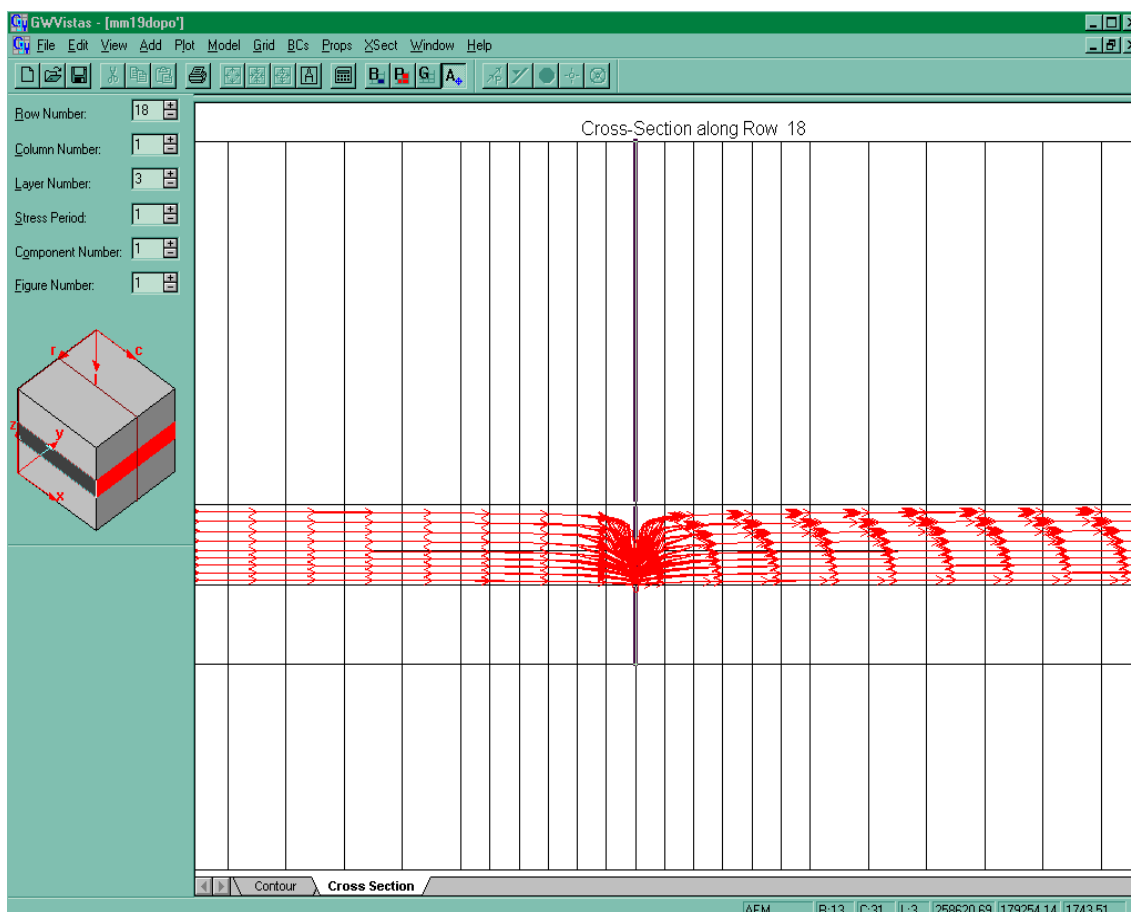 GWVistas - [mm19dopo']
File Edit View Add Plot Model Grid BCs Props XSect Window Help
Row Number: 18
Column Number: 1
Layer Number: 3
Stress Period: 1
Component Number: 1
Figure Number: 1
Cross-Section along Row 18
r c
l
z y
x
Contour Cross Section
AEM R:13 C:31 L:3 258620.69 179254.14 1743.51